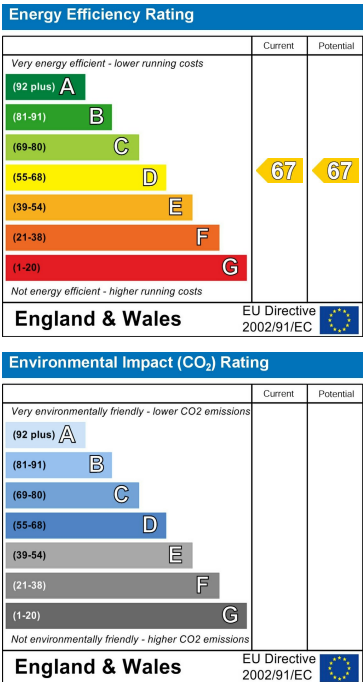 Energy Efficiency Rating
Current Potential
Very energy efficient - lower running costs
(92 plus) A
(81-91) B
(69-80) C
(55-68) D 67 67
(39-54) E
(21-38) F
(1-20) G
Not energy efficient - higher running costs
England & Wales
EU Directive
2002/91/EC
Environmental Impact (CO₂) Rating
Current Potential
Very environmentally friendly - lower CO2 emissions
(92 plus) A
(81-91) B
(69-80) C
(55-68) D
(39-54) E
(21-38) F
(1-20) G
Not environmentally friendly - higher CO2 emissions
England & Wales
EU Directive
2002/91/EC